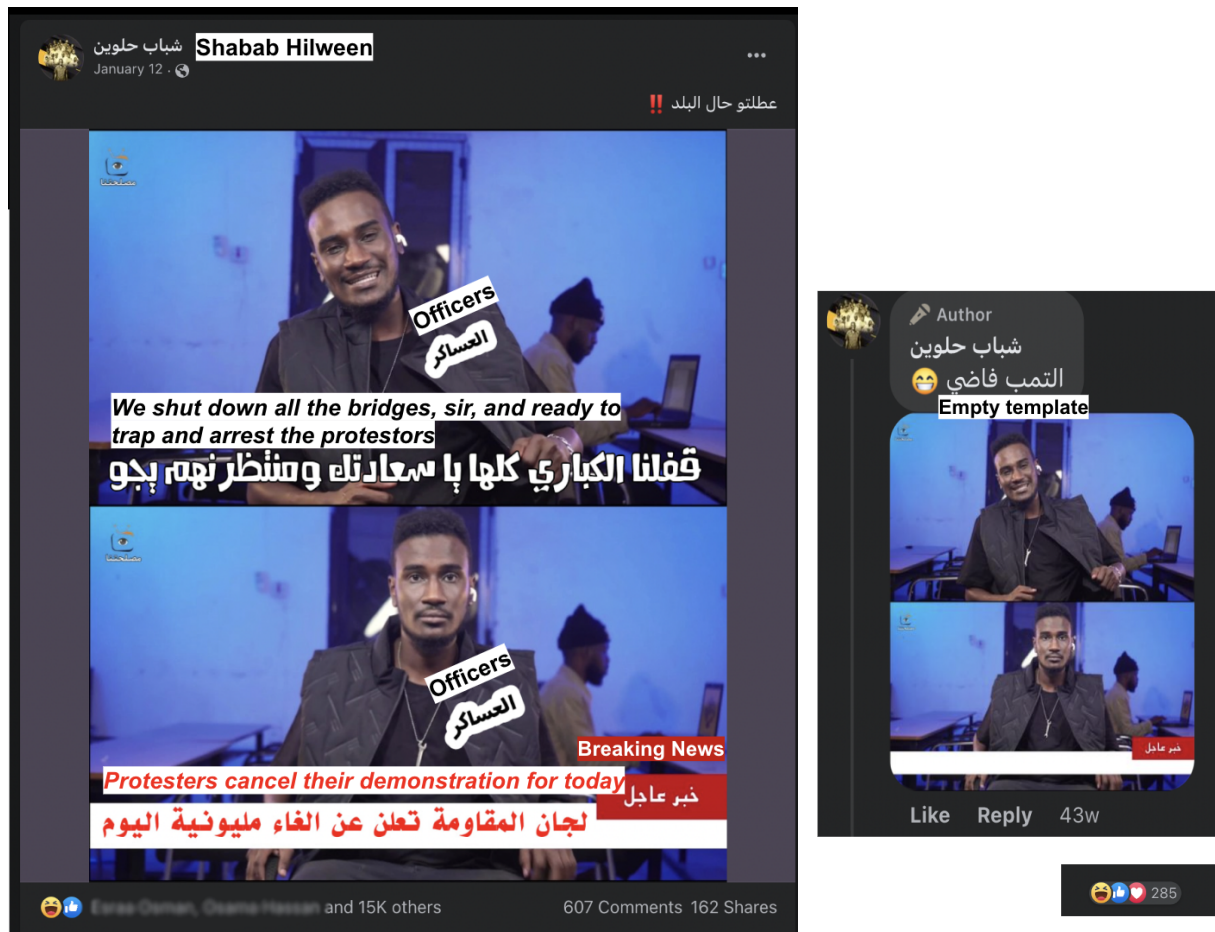 شباب حلوين Shabab Hilween
January 12 ·
عطلتو حال البلد ‼️
مصفحتنا
Officers
العساكر
We shut down all the bridges, sir, and ready to
trap and arrest the protestors
قفلنا الكباري كلها يا سعادتك ومنتظرنهم يجو
مصفحتنا
Officers
العساكر
Breaking News
Protesters cancel their demonstration for today
خبر عاجل
لجان المقاومة تعلن عن الغاء مليونية اليوم
and 15K others
607 Comments 162 Shares
Author
شباب حلوين
التمب فاضي 😁
Empty template
خبر عاجل
Like Reply 43w
285